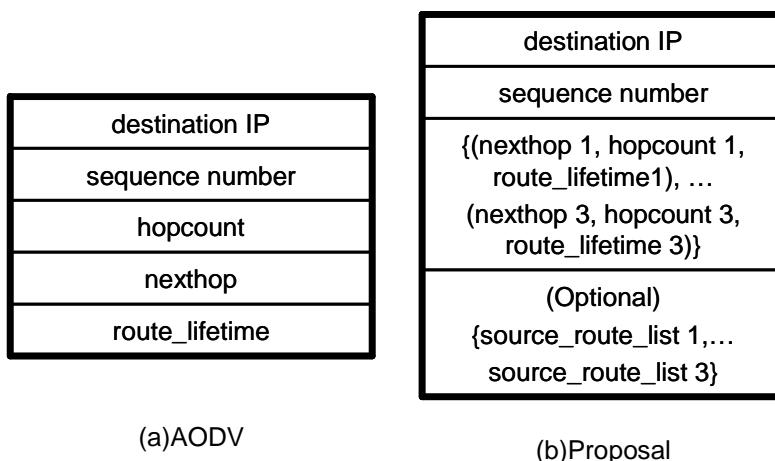 destination IP
sequence number
hopcount
nexthop
route_lifetime
(a)AODV
destination IP
sequence number
{(nexthop 1, hopcount 1,
route_lifetime1), …
(nexthop 3, hopcount 3,
route_lifetime 3)}
(Optional)
{source_route_list 1,…
source_route_list 3}
(b)Proposal